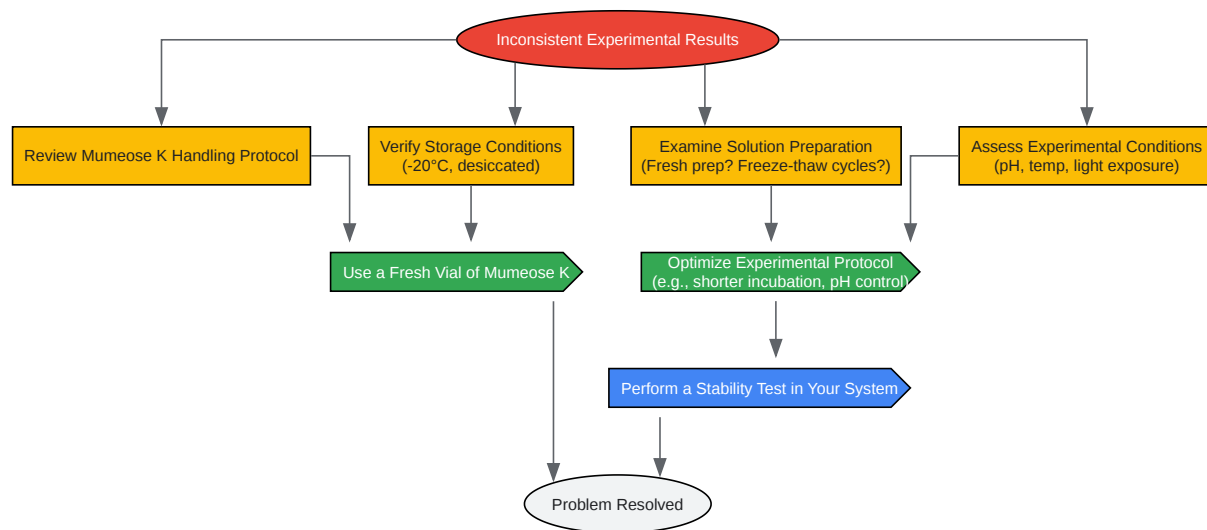 Inconsistent Experimental Results
Review Mumeose K Handling Protocol
Verify Storage Conditions
(-20°C, desiccated)
Examine Solution Preparation
(Fresh prep? Freeze-thaw cycles?)
Assess Experimental Conditions
(pH, temp, light exposure)
Use a Fresh Vial of Mumeose K
Optimize Experimental Protocol
(e.g., shorter incubation, pH control)
Perform a Stability Test in Your System
Problem Resolved